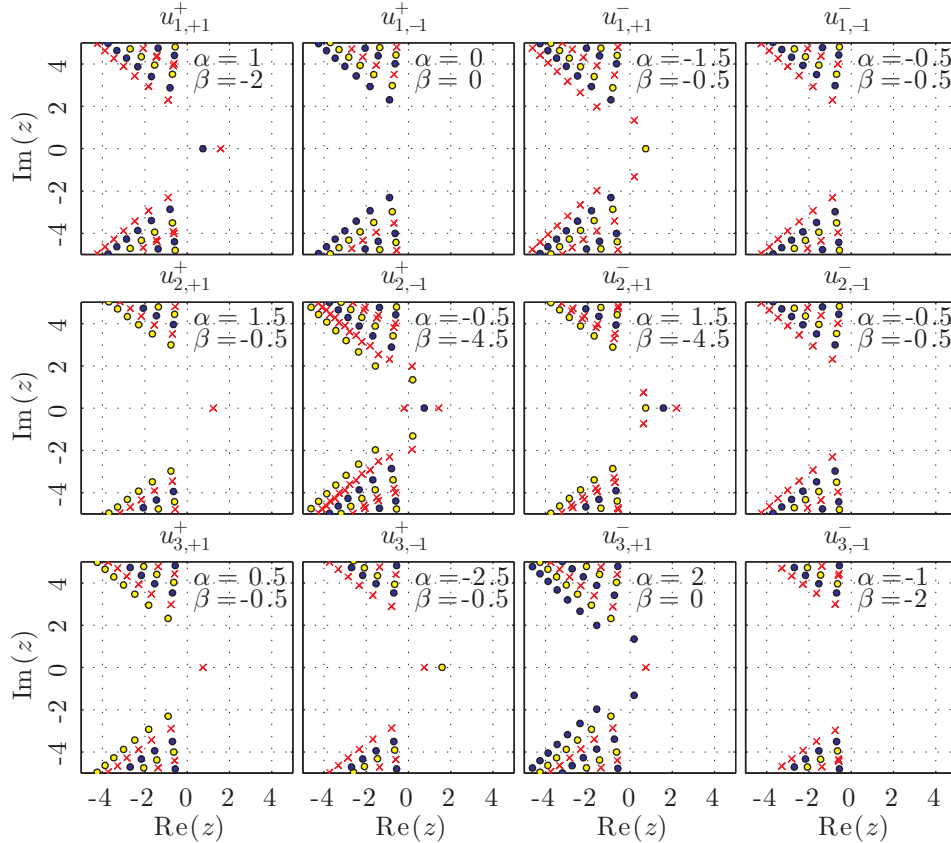 u⁺₁,₊₁ u⁺₁,₋₁ u⁻₁,₊₁ u⁻₁,₋₁
Im(z) 4 2 0 -2 -4
α = 1 α = 0 α = -1.5 α = -0.5
β = -2 β = 0 β = -0.5 β = -0.5
u⁺₂,₊₁ u⁺₂,₋₁ u⁻₂,₊₁ u⁻₂,₋₁
Im(z) 4 2 0 -2 -4
α = 1.5 α = -0.5 α = 1.5 α = -0.5
β = -0.5 β = -4.5 β = -4.5 β = -0.5
u⁺₃,₊₁ u⁺₃,₋₁ u⁻₃,₊₁ u⁻₃,₋₁
Im(z) 4 2 0 -2 -4
α = 0.5 α = -2.5 α = 2 α = -1
β = -0.5 β = -0.5 β = 0 β = -2
-4 -2 0 2 4 -4 -2 0 2 4 -4 -2 0 2 4 -4 -2 0 2 4
Re(z) Re(z) Re(z) Re(z)